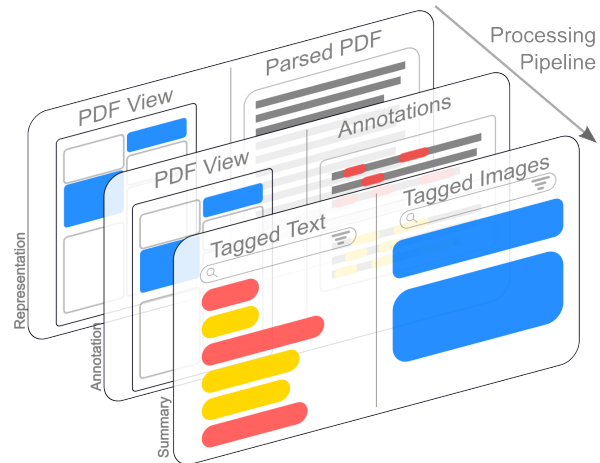 Processing
Pipeline
Parsed PDF
PDF View
Representation
Annotations
PDF View
Annotation
Tagged Images
Tagged Text
Summary